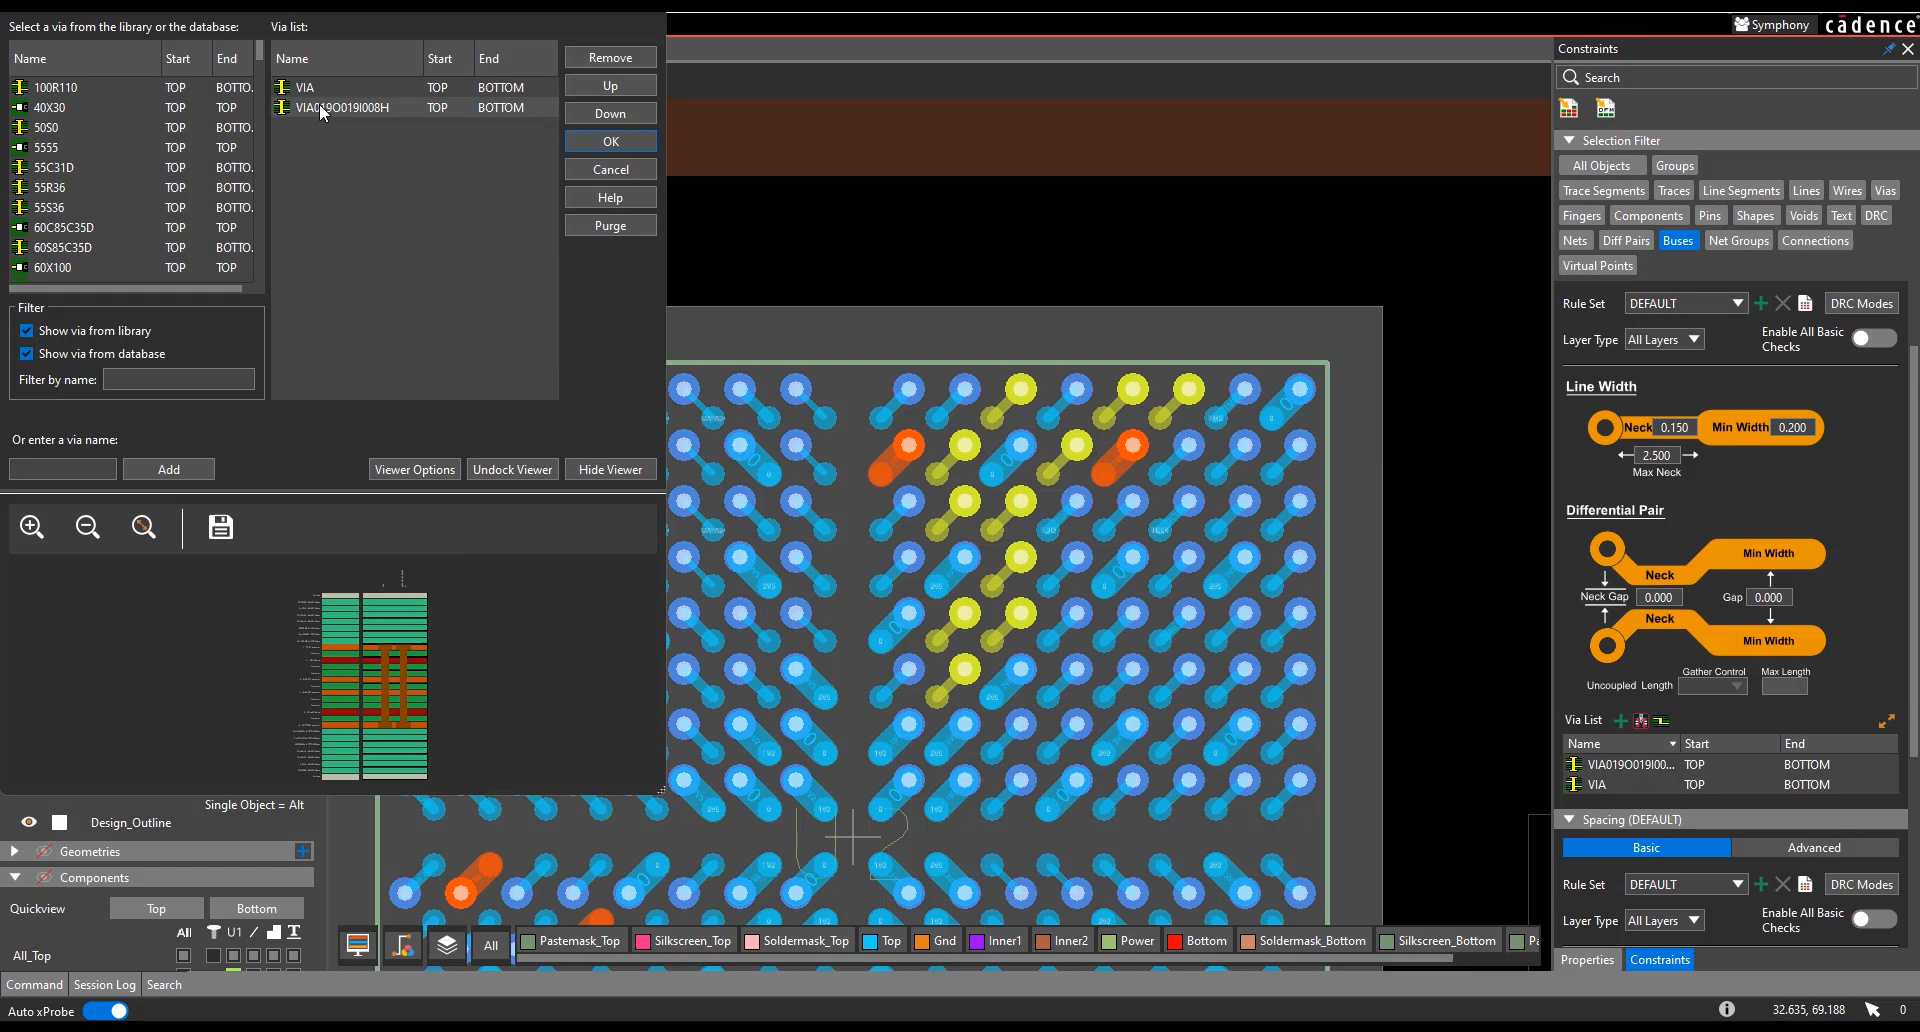 Symphony cādence
Select a via from the library or the database:
Name Start End
100R110 TOP BOTTO.
40X30 TOP TOP
50S0 TOP BOTTO.
5555 TOP TOP
55C31D TOP BOTTO.
55R36 TOP BOTTO.
55S36 TOP BOTTO.
60C85C35D TOP TOP
60S85C35D TOP BOTTO.
60X100 TOP TOP
Filter
Show via from library
Show via from database
Filter by name:
Or enter a via name:
Add
Via list:
Name Start End
VIA TOP BOTTOM
VIA019O019I008H TOP BOTTOM
Remove
Up
Down
OK
Cancel
Help
Purge
Viewer Options Undock Viewer Hide Viewer
Single Object = Alt
Design_Outline
Geometries
Components
Quickview Top Bottom
All U1
All_Top
All Pastemask_Top Silkscreen_Top Soldermask_Top Top Gnd Inner1 Inner2 Power Bottom Soldermask_Bottom Silkscreen_Bottom Pa
Command Session Log Search
Auto xProbe
32.635, 69.188 0
Constraints
Search
Selection Filter
All Objects Groups
Trace Segments Traces Line Segments Lines Wires Vias
Fingers Components Pins Shapes Voids Text DRC
Nets Diff Pairs Buses Net Groups Connections
Virtual Points
Rule Set DEFAULT DRC Modes
Layer Type All Layers Enable All Basic
Checks
Line Width
Neck 0.150 Min Width 0.200
2.500
Max Neck
Differential Pair
Min Width
Neck
Neck Gap 0.000 Gap 0.000
Neck
Min Width
Gather Control Max Length
Uncoupled Length
Via List
Name Start End
VIA019O019I00... TOP BOTTOM
VIA TOP BOTTOM
Spacing (DEFAULT)
Basic Advanced
Rule Set DEFAULT DRC Modes
Layer Type All Layers Enable All Basic
Checks
Properties Constraints